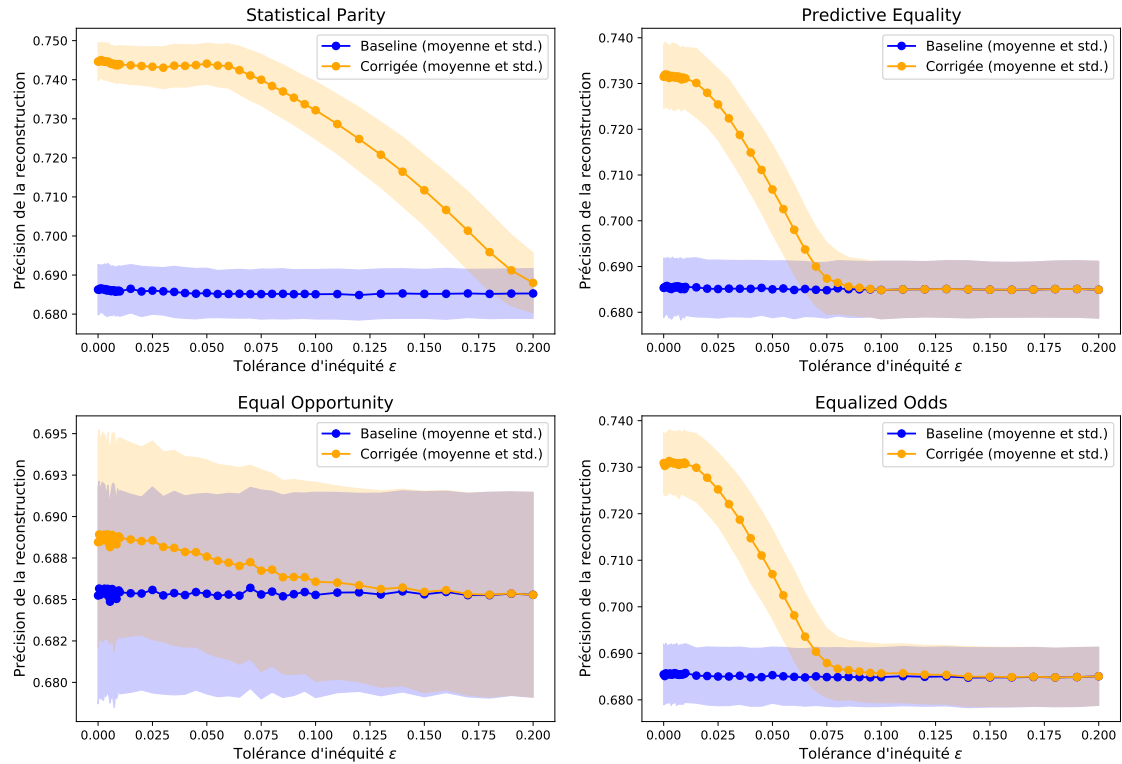 Statistical Parity
Précision de la reconstruction
0.750
0.740
0.730
0.720
0.710
0.700
0.690
0.680
Baseline (moyenne et std.)
Corrigée (moyenne et std.)
0.000 0.025 0.050 0.075 0.100 0.125 0.150 0.175 0.200
Tolérance d'inéquité ε
Predictive Equality
Précision de la reconstruction
0.740
0.730
0.720
0.710
0.700
0.690
0.680
Baseline (moyenne et std.)
Corrigée (moyenne et std.)
0.000 0.025 0.050 0.075 0.100 0.125 0.150 0.175 0.200
Tolérance d'inéquité ε
Equal Opportunity
Précision de la reconstruction
0.695
0.693
0.690
0.688
0.685
0.682
0.680
Baseline (moyenne et std.)
Corrigée (moyenne et std.)
0.000 0.025 0.050 0.075 0.100 0.125 0.150 0.175 0.200
Tolérance d'inéquité ε
Equalized Odds
Précision de la reconstruction
0.740
0.730
0.720
0.710
0.700
0.690
0.680
Baseline (moyenne et std.)
Corrigée (moyenne et std.)
0.000 0.025 0.050 0.075 0.100 0.125 0.150 0.175 0.200
Tolérance d'inéquité ε